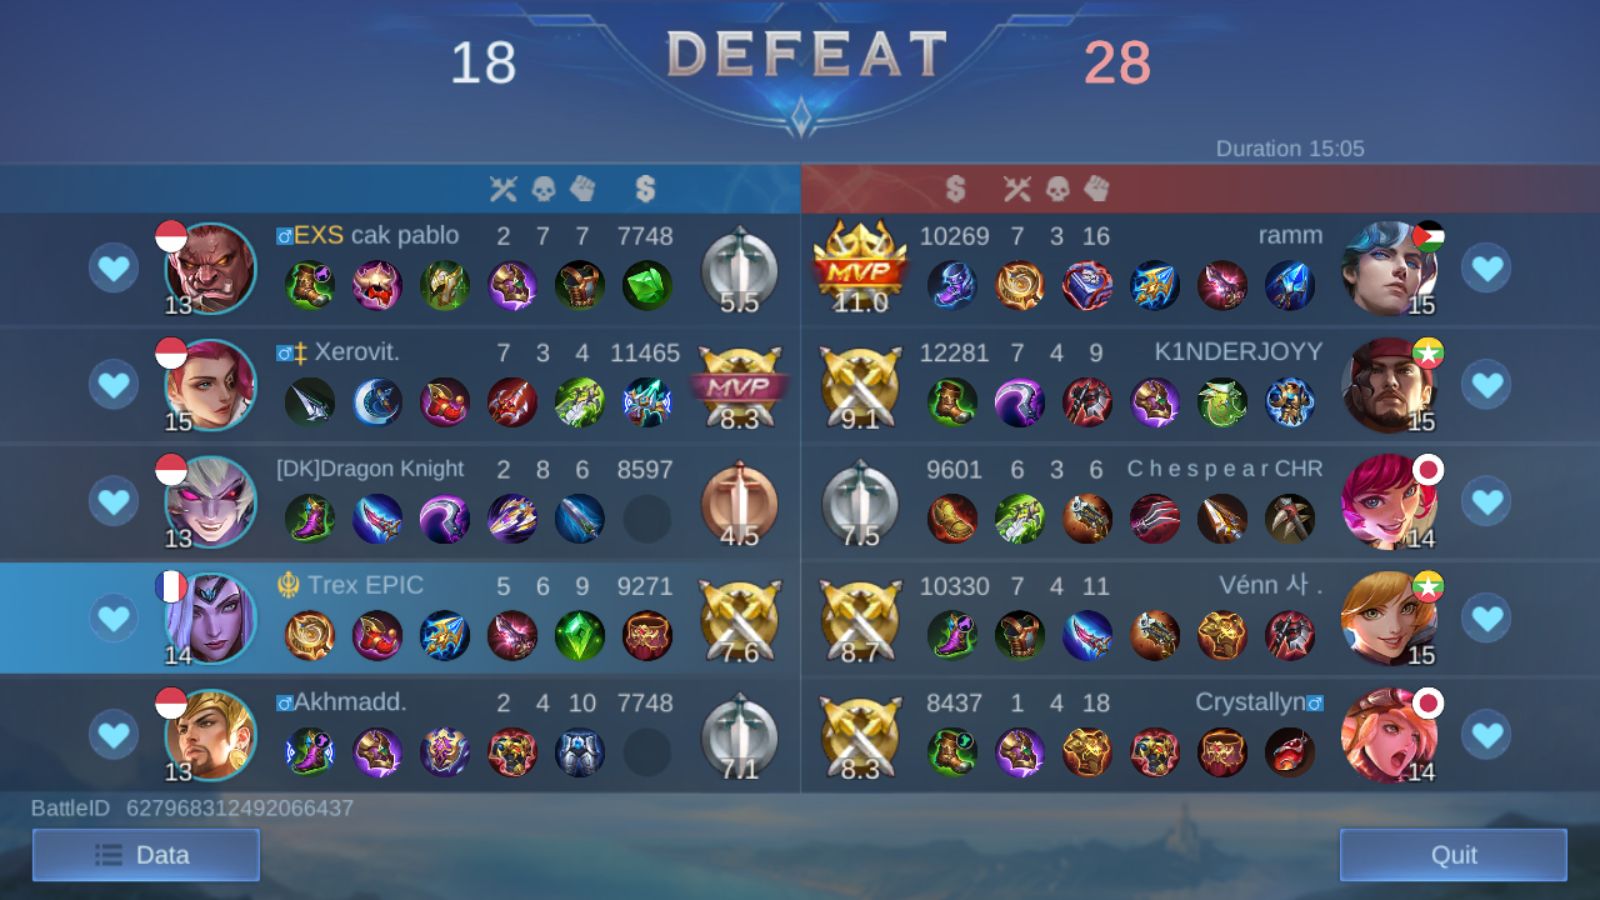 18 DEFEAT 28
Duration 15:05
EXS cak pablo 2 7 7 7748
13 5.5
MVP 10269 7 3 16 ramm
11.0 15
‡ Xerovit. 7 3 4 11465
15 MVP 8.3
12281 7 4 9 K1NDERJOYY
9.1 15
[DK]Dragon Knight 2 8 6 8597
13 4.5
9601 6 3 6 C h e s p e a r CHR
7.5 14
Trex EPIC 5 6 9 9271
14 7.6
10330 7 4 11 Vénn 사 .
8.7 15
Akhmadd. 2 4 10 7748
13 7.1
8437 1 4 18 Crystallyn
8.3 14
BattleID 627968312492066437
Data
Quit